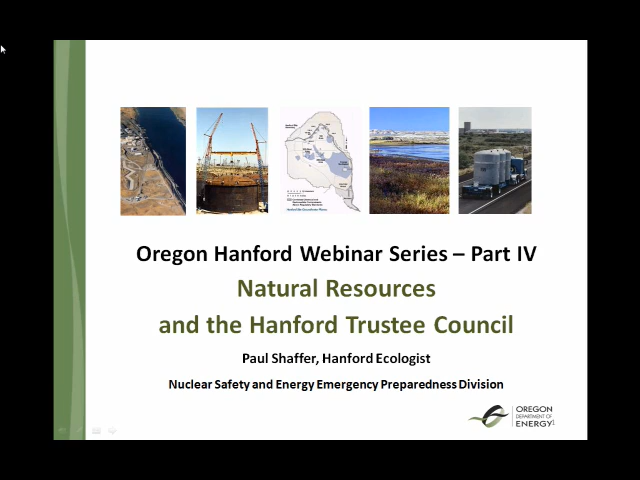 Oregon Hanford Webinar Series – Part IV
Natural Resources
and the Hanford Trustee Council
Paul Shaffer, Hanford Ecologist
Nuclear Safety and Energy Emergency Preparedness Division
OREGON
DEPARTMENT OF
ENERGY
1